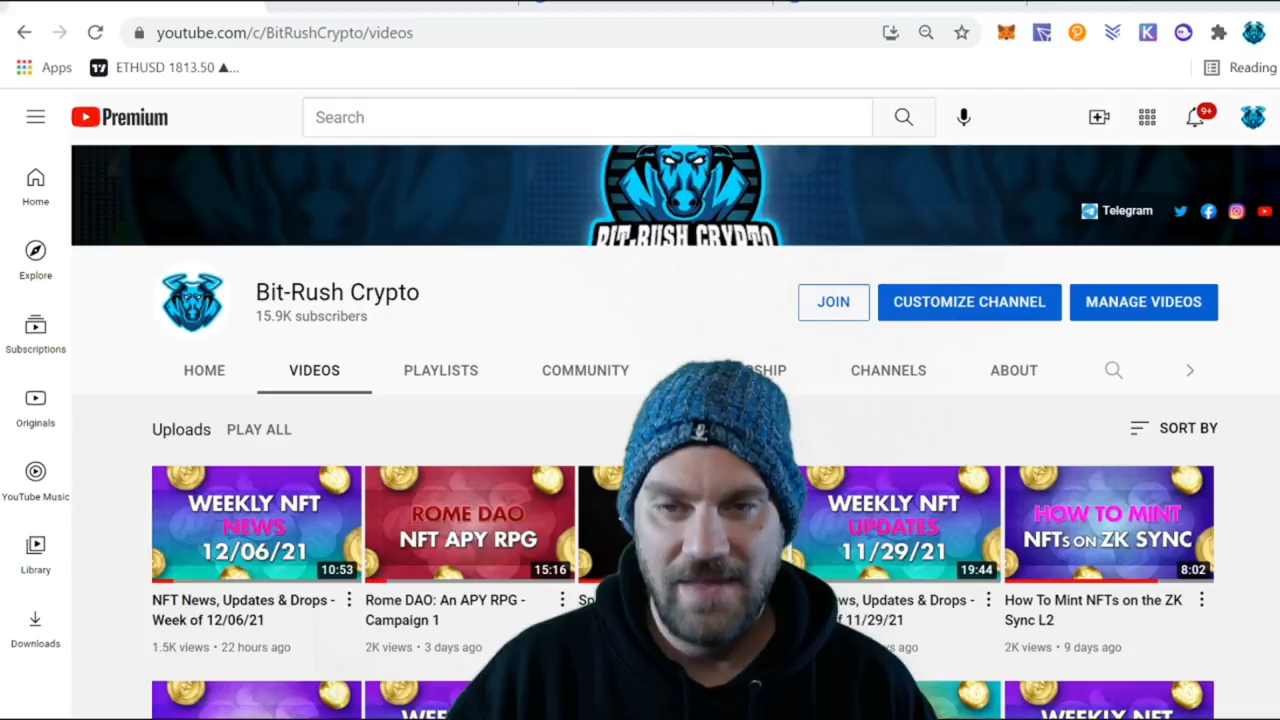 youtube.com/c/BitRushCrypto/videos
Apps
ETHUSD 1813.50 ▲...
Reading
Premium
Search
9+
Home
Explore
Subscriptions
Originals
YouTube Music
Library
Downloads
BIT-RUSH CRYPTO
Telegram
Bit-Rush Crypto
15.9K subscribers
JOIN
CUSTOMIZE CHANNEL
MANAGE VIDEOS
HOME
VIDEOS
PLAYLISTS
COMMUNITY
CHANNELS
ABOUT
Uploads
PLAY ALL
SORT BY
WEEKLY NFT
NEWS
12/06/21
10:53
NFT News, Updates & Drops -
Week of 12/06/21
1.5K views • 22 hours ago
ROME DAO
NFT APY RPG
15:16
Rome DAO: An APY RPG -
Campaign 1
2K views • 3 days ago
WEEKLY NFT
UPDATES
11/29/21
19:44
Updates & Drops -
11/29/21
9 days ago
HOW TO MINT
NFTs ON ZK SYNC
8:02
How To Mint NFTs on the ZK
Sync L2
2K views • 9 days ago
WEEKLY NFT